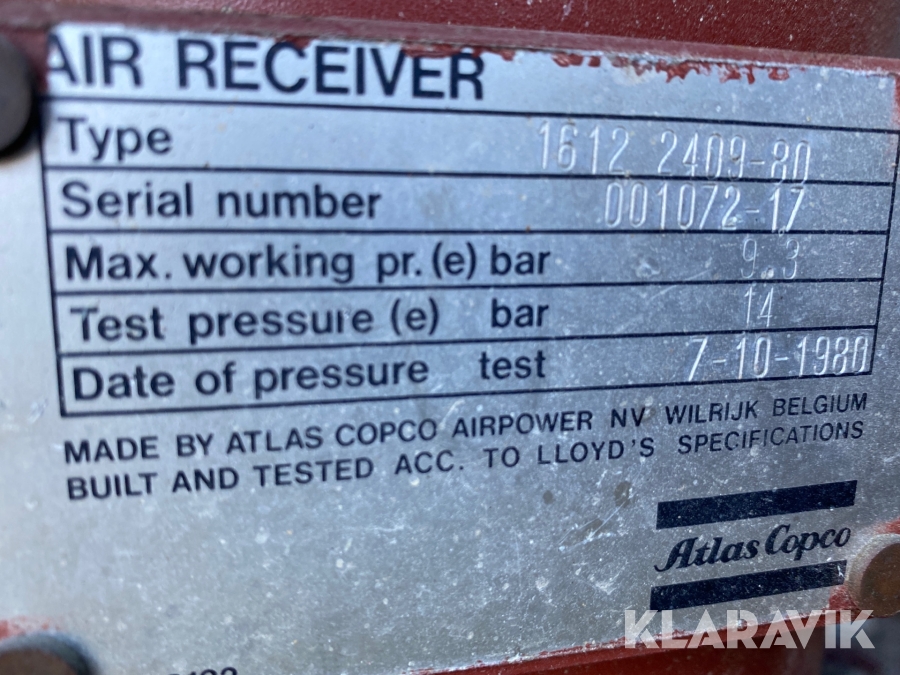 AIR RECEIVER
Type 1612 2409-80
Serial number 001072-17
Max. working pr. (e) bar 9.3
Test pressure (e) bar 14
Date of pressure test 7-10-1980
MADE BY ATLAS COPCO AIRPOWER NV WILRIJK BELGIUM
BUILT AND TESTED ACC. TO LLOYD'S SPECIFICATIONS
Atlas Copco
KLARAVIK